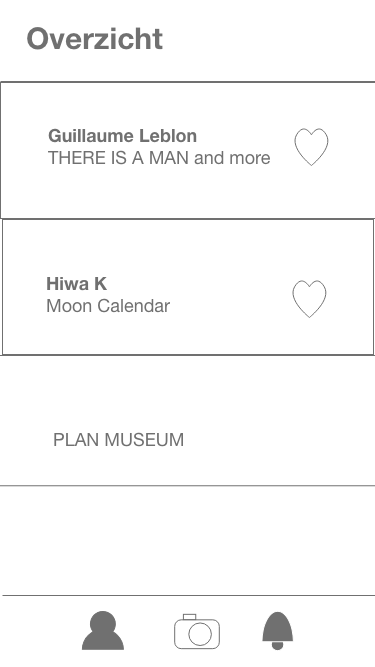 Overzicht
Guillaume Leblon
THERE IS A MAN and more
Hiwa K
Moon Calendar
PLAN MUSEUM